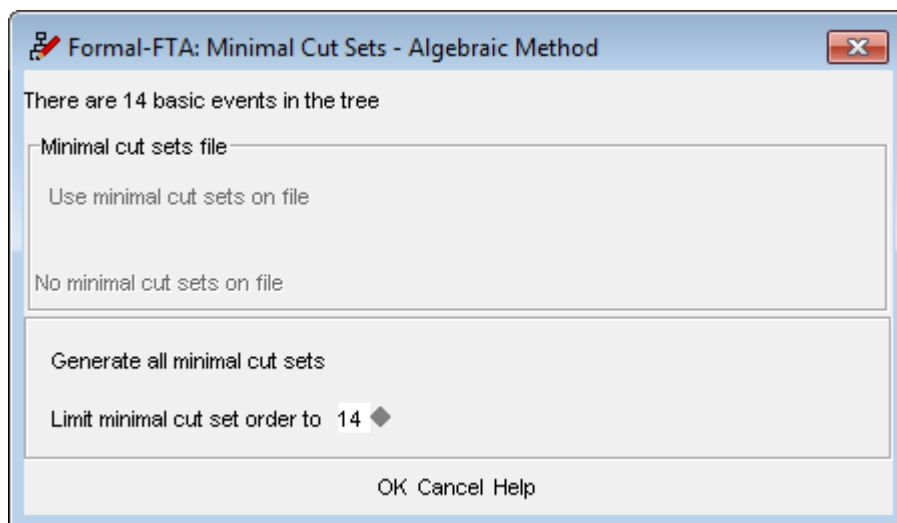 Formal-FTA: Minimal Cut Sets - Algebraic Method
There are 14 basic events in the tree
Minimal cut sets file
Use minimal cut sets on file
No minimal cut sets on file
Generate all minimal cut sets
Limit minimal cut set order to 14
OK Cancel Help